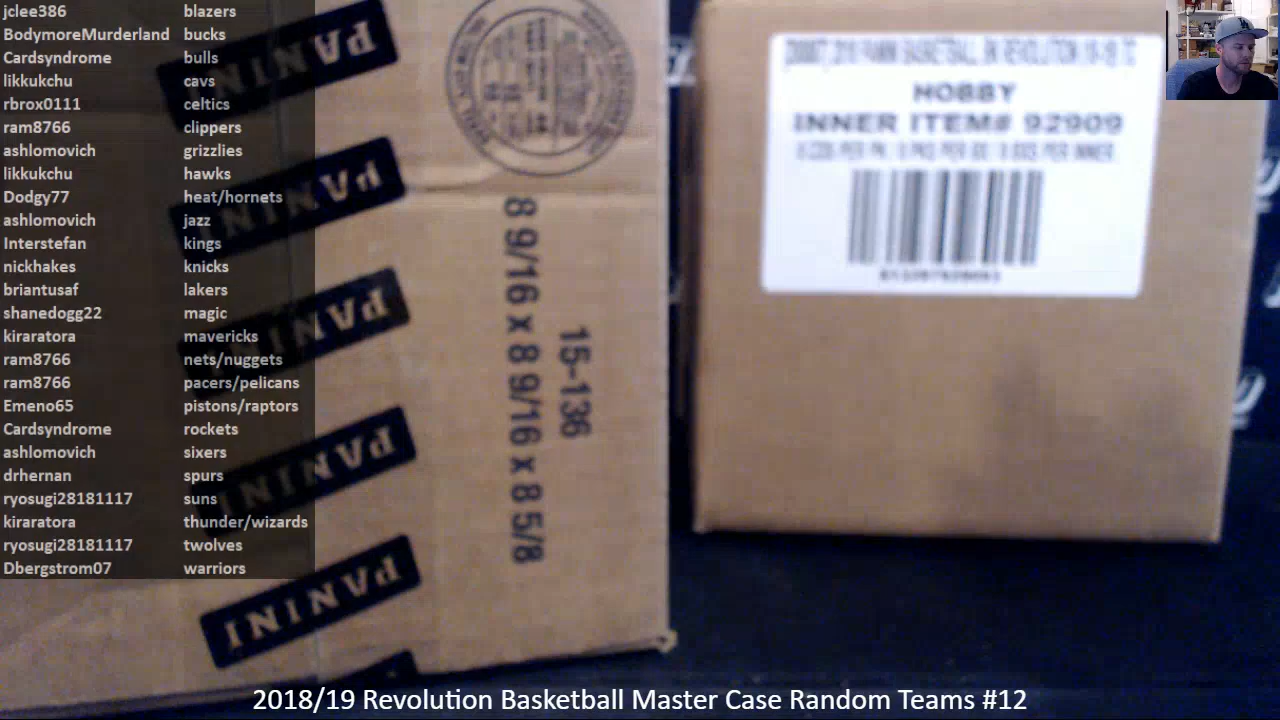 jclee386 blazers
BodymoreMurderland bucks
Cardsyndrome bulls
likkukchu cavs
rbrox0111 celtics
ram8766 clippers
ashlomovich grizzlies
likkukchu hawks
Dodgy77 heat/hornets
ashlomovich jazz
Interstefan kings
nickhakes knicks
briantusaf lakers
shanedogg22 magic
kiraratora mavericks
ram8766 nets/nuggets
ram8766 pacers/pelicans
Emeno65 pistons/raptors
Cardsyndrome rockets
ashlomovich sixers
drhernan spurs
ryosugi28181117 suns
kiraratora thunder/wizards
ryosugi28181117 twolves
Dbergstrom07 warriors
PANINI
PANINI
PANINI
PANINI
PANINI
15-136
8 9/16 x 8 9/16 x 8 5/8
HOBBY
INNER ITEM# 92909
2018/19 Revolution Basketball Master Case Random Teams #12